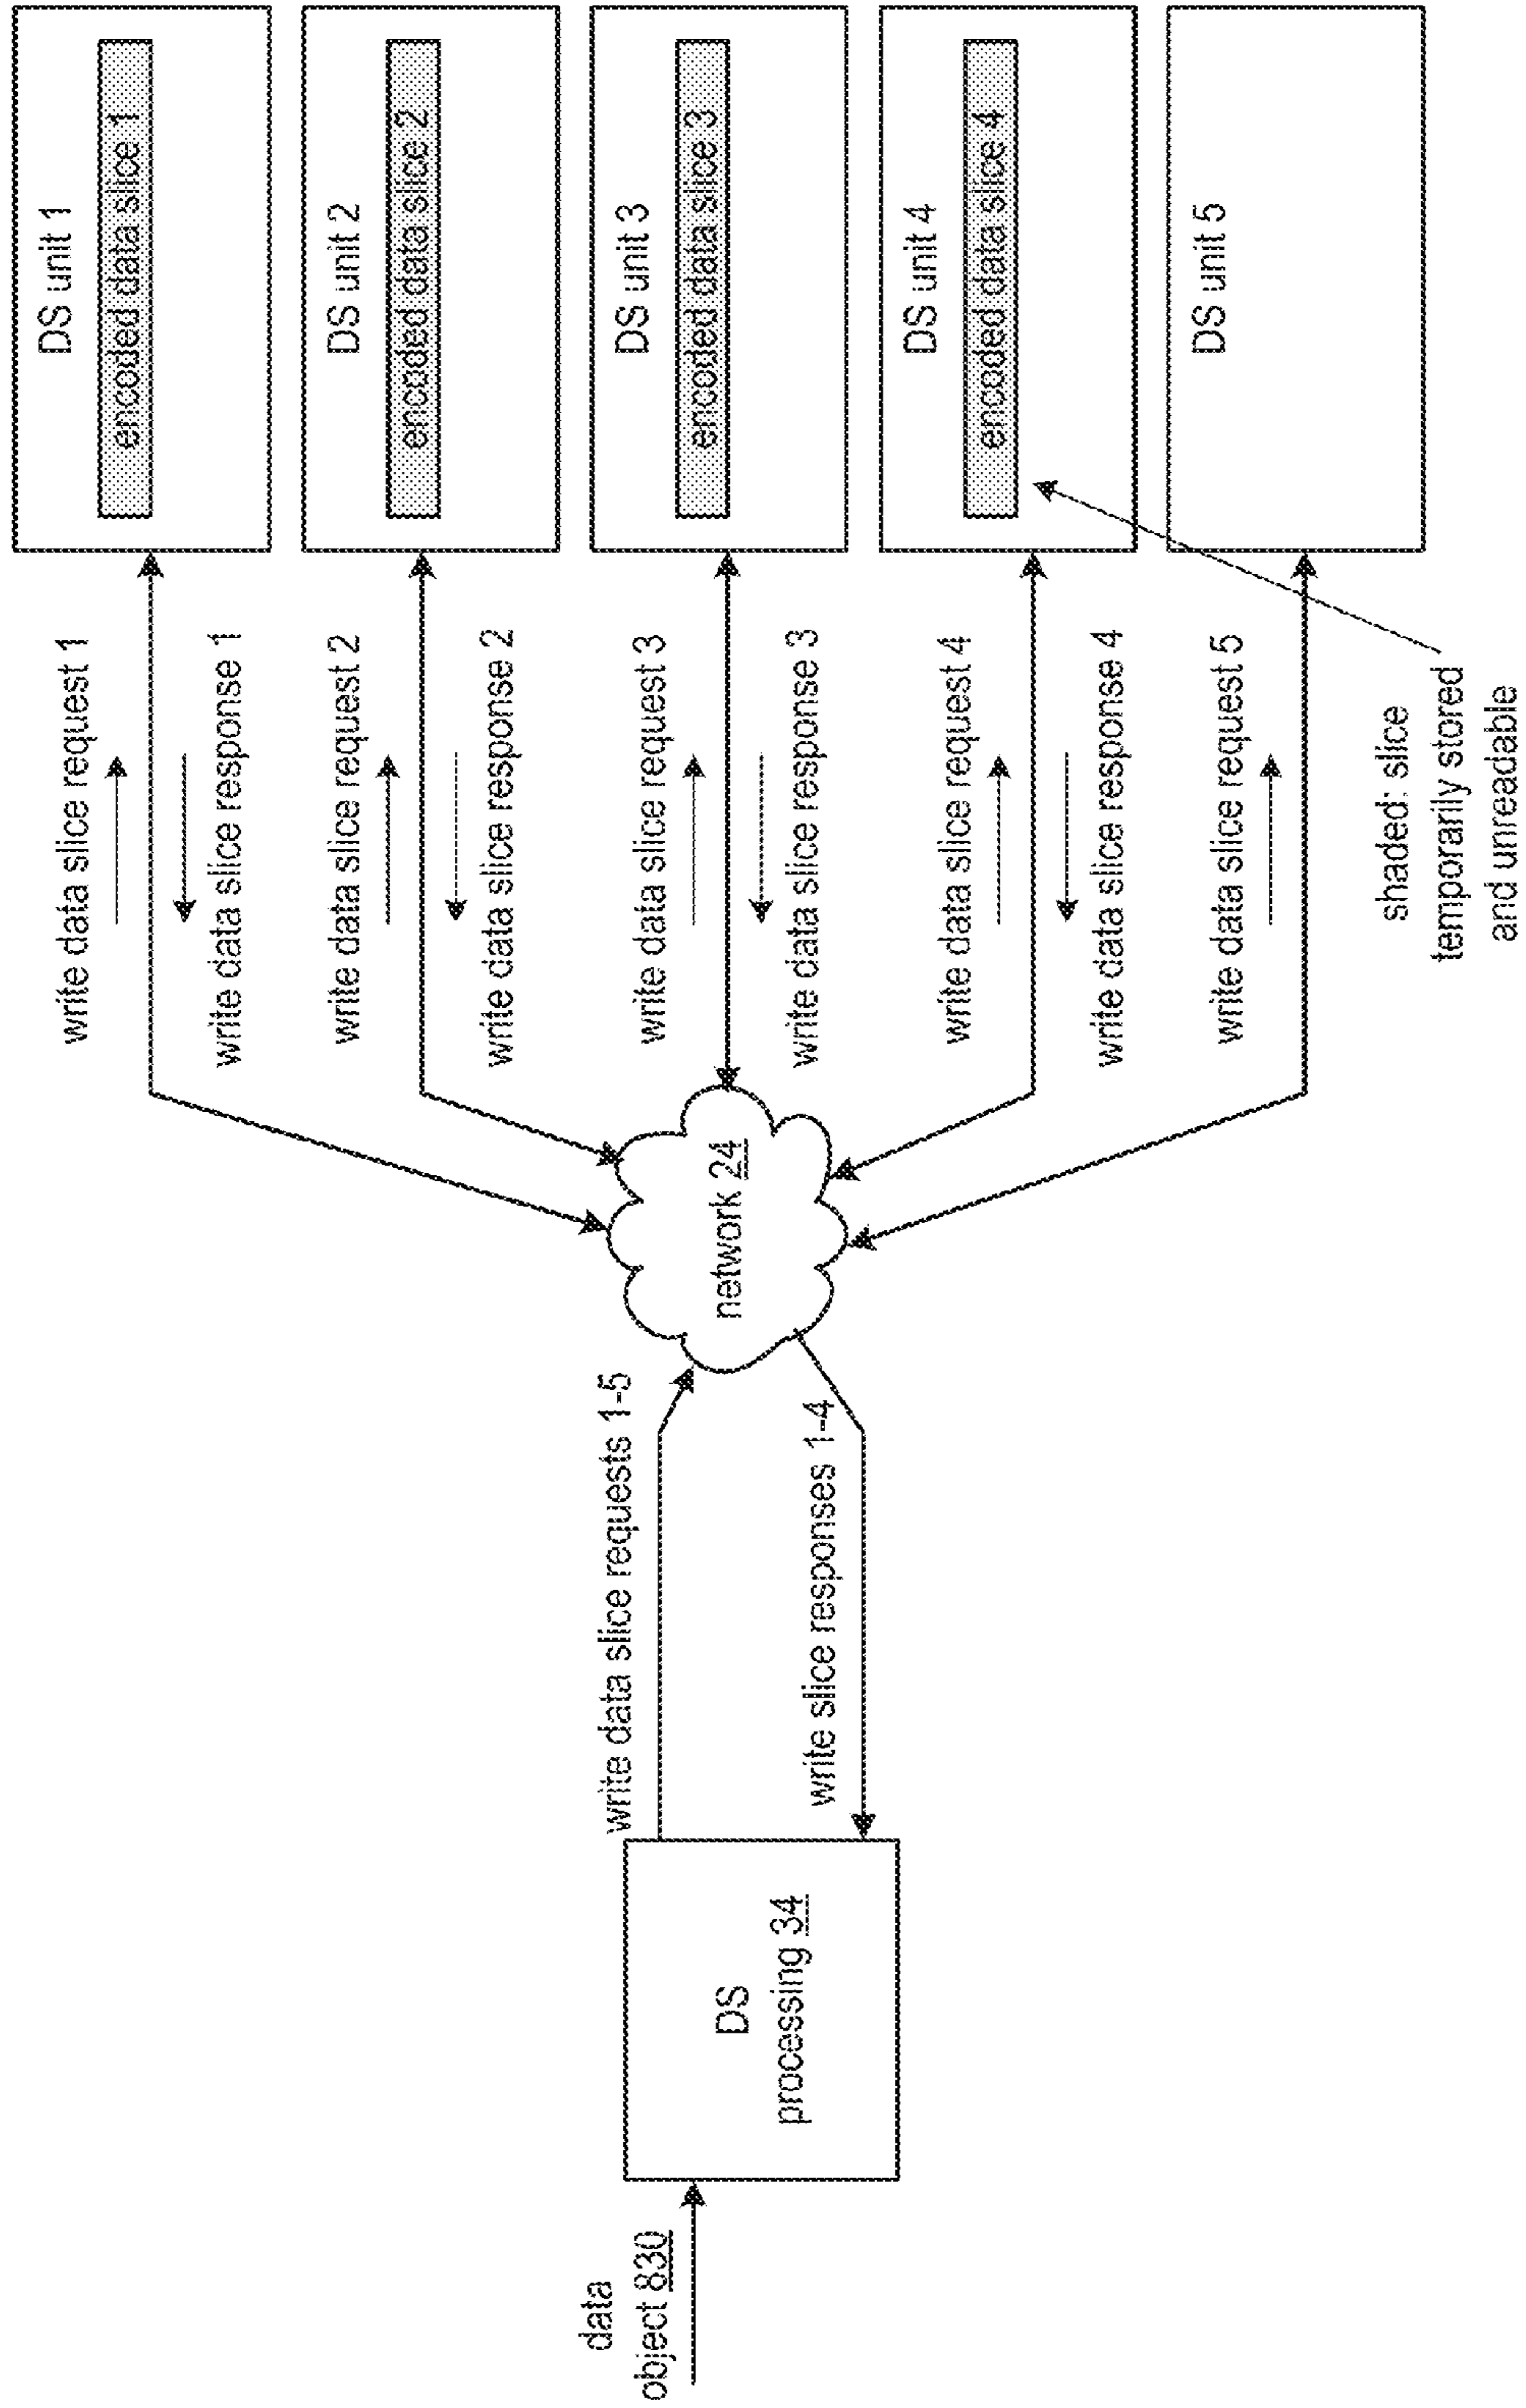 data
object 830
DS
processing 34
write data slice requests 1-5
write slice responses 1-4
network 24
write data slice request 1
write data slice response 1
write data slice request 2
write data slice response 2
write data slice request 3
write data slice response 3
write data slice request 4
write data slice response 4
write data slice request 5
shaded: slice
temporarily stored
and unreadable
DS unit 1
encoded data slice 1
DS unit 2
encoded data slice 2
DS unit 3
encoded data slice 3
DS unit 4
encoded data slice 4
DS unit 5